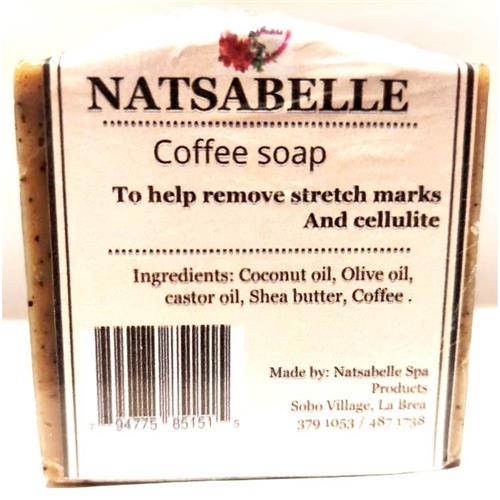 NATSABELLE
Coffee soap
To help remove stretch marks
And cellulite
Ingredients: Coconut oil, Olive oil,
castor oil, Shea butter, Coffee .
Made by: Natsabelle Spa
Products
Sobo Village, La Brea
379 1053 / 487 1738
7 94775 85151 5